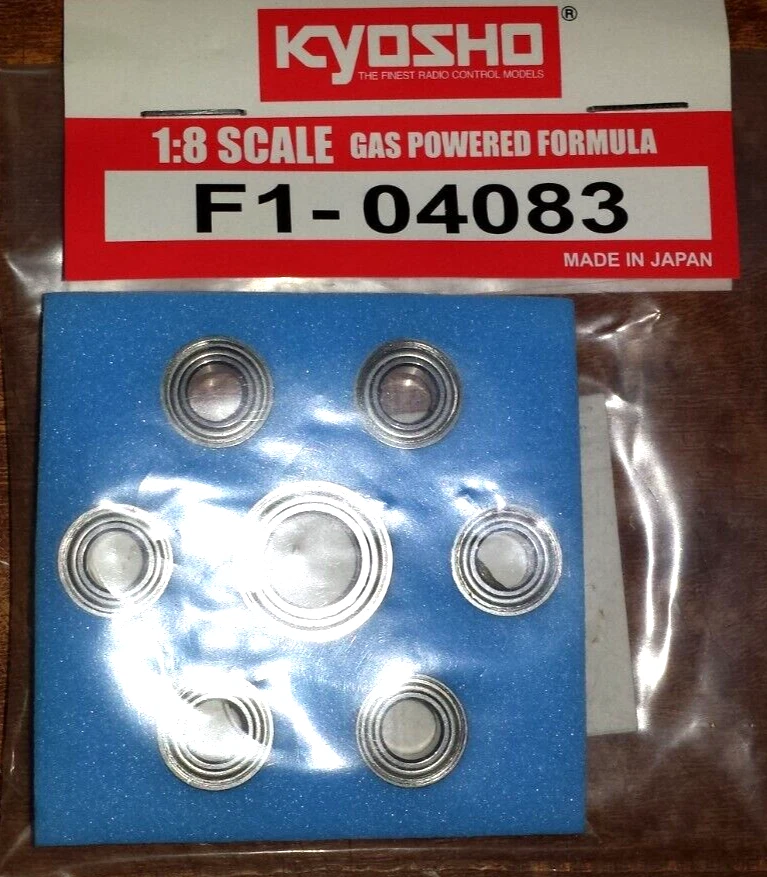 KYOSHO ®
THE FINEST RADIO CONTROL MODELS
1:8 SCALE GAS POWERED FORMULA
F1-04083
MADE IN JAPAN